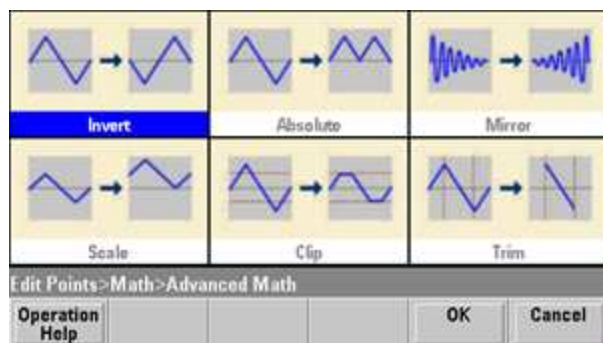 Invert
Absolute
Mirror
Scale
Clip
Trim
Edit Points>Math>Advanced Math
Operation
Help
OK
Cancel